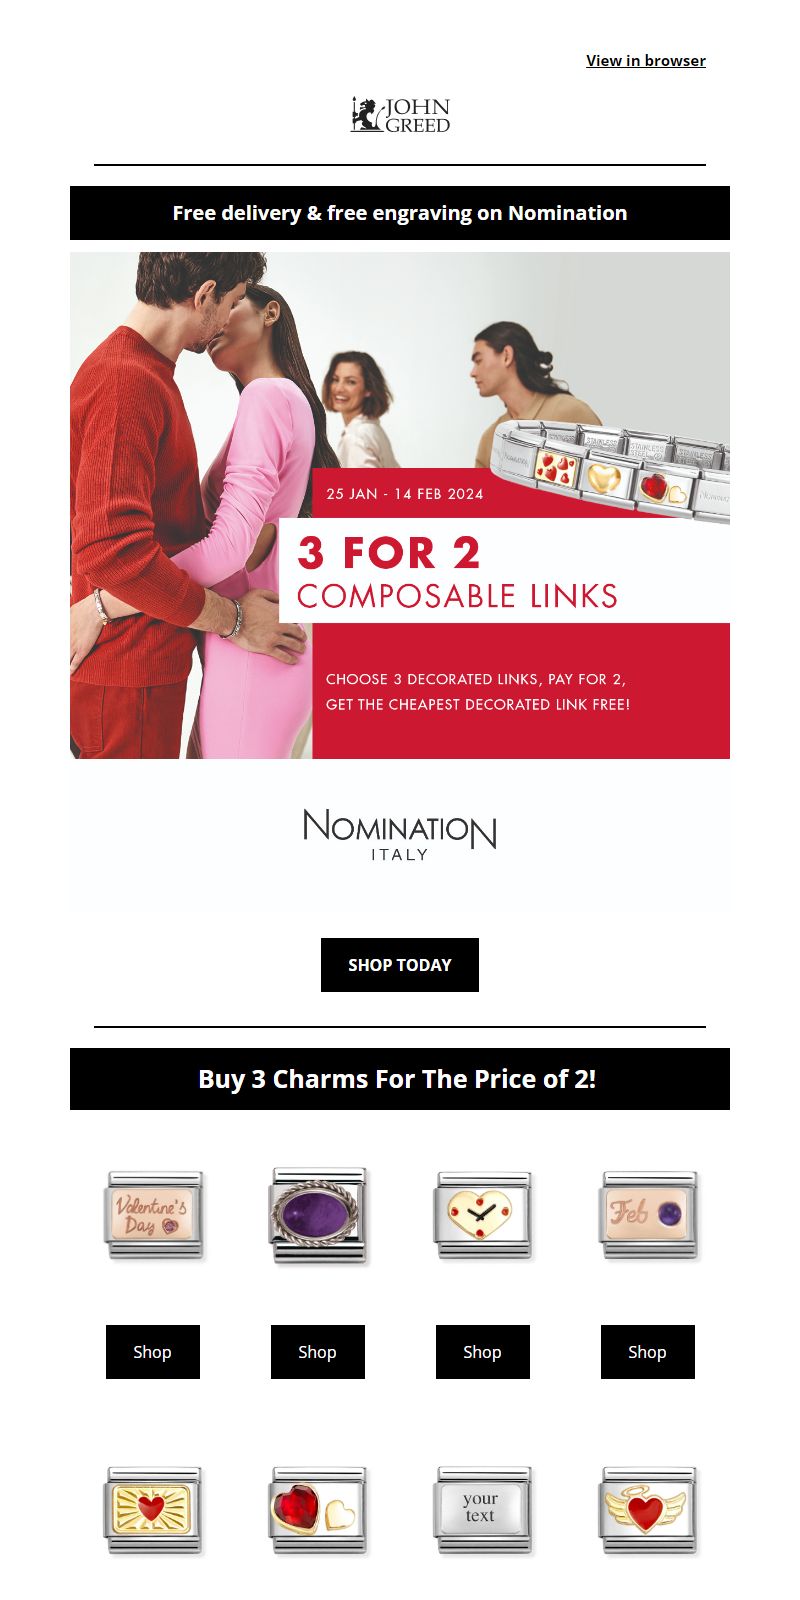 View in browser
JOHN
GREED
Free delivery & free engraving on Nomination
25 JAN - 14 FEB 2024
3 FOR 2
COMPOSABLE LINKS
CHOOSE 3 DECORATED LINKS, PAY FOR 2,
GET THE CHEAPEST DECORATED LINK FREE!
NOMINATION
ITALY
SHOP TODAY
Buy 3 Charms For The Price of 2!
Valentine's
Day
Feb
Shop
Shop
Shop
Shop
your
text